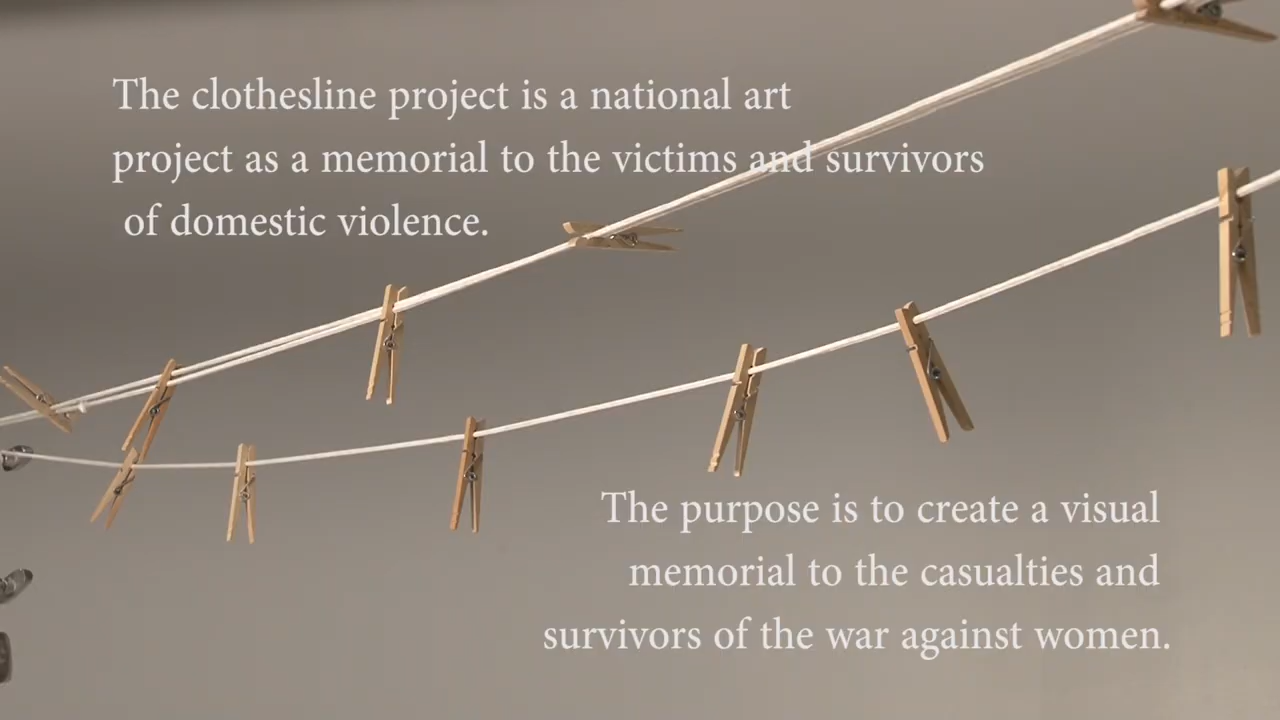 The clothesline project is a national art
project as a memorial to the victims and survivors
of domestic violence.
The purpose is to create a visual
memorial to the casualties and
survivors of the war against women.